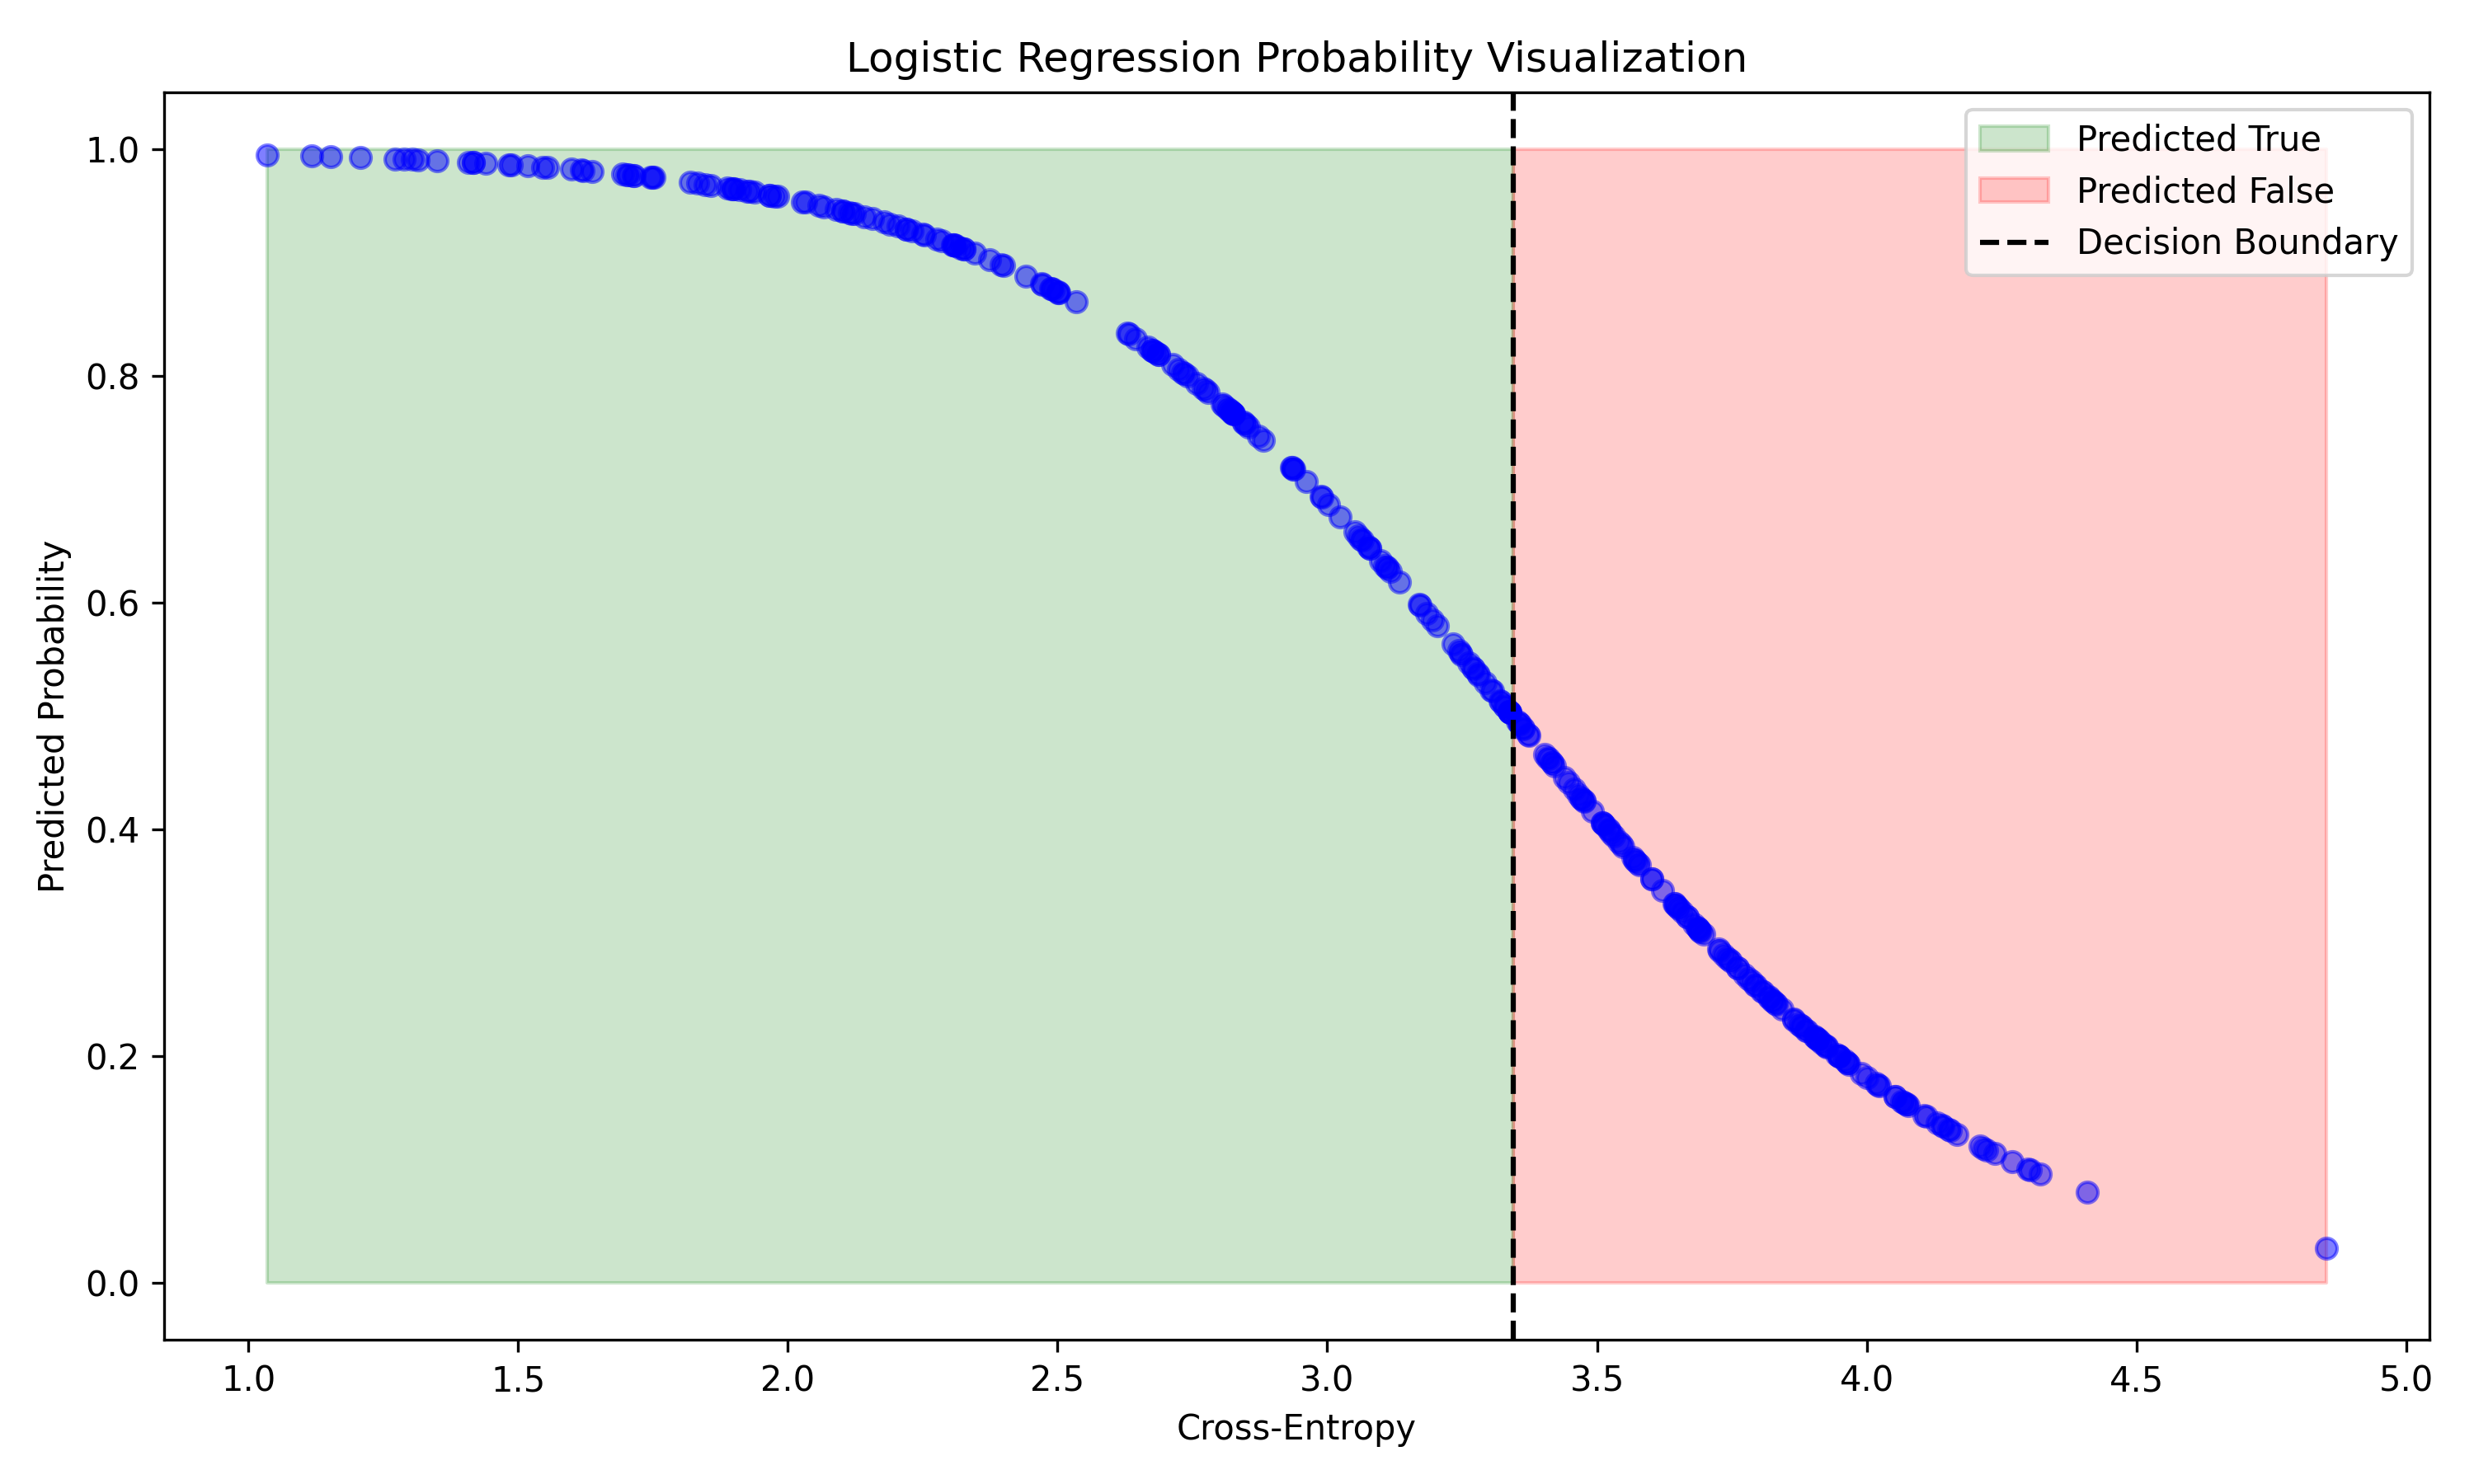 Logistic Regression Probability Visualization
Predicted True
Predicted False
Decision Boundary
Predicted Probability
1.0
0.8
0.6
0.4
0.2
0.0
1.0 1.5 2.0 2.5 3.0 3.5 4.0 4.5 5.0
Cross-Entropy